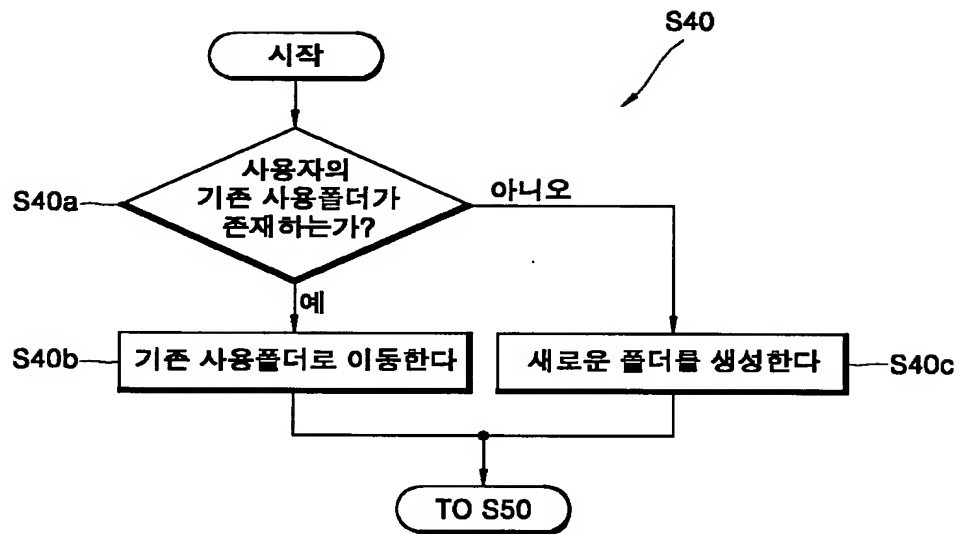 S40
시작
사용자의
기존 사용폴더가
존재하는가?
S40a
아니오
예
S40b
기존 사용폴더로 이동한다
새로운 폴더를 생성한다
S40c
TO S50